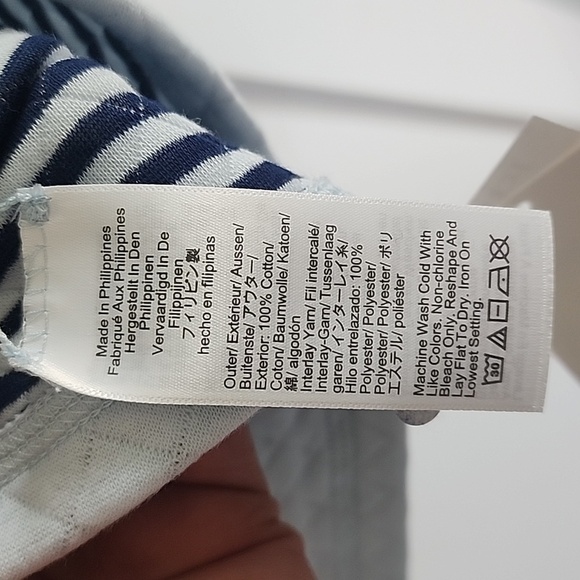 Made In Philippines
Fabriqué Aux Philippines
Hergestellt In Den
Philippinen
Vervaardigd In De
Filippijnen
フィリピン製
hecho en filipinas
Outer/ Extérieur/ Aussen/
Buitenste/ アウター/
Exterior: 100% Cotton/
Coton/ Baumwolle/ Katoen/
綿/ algodón
Interlay Yarn/ Fil Intercalé/
Interlay Garn/ Tussenlaag
garen/ インターレイ糸/
Hilo entrelazado: 100%
Polyester/ Polyester/
Polyester/ Polyester/ ポリ
エステル/ poliéster
Machine Wash Cold With
Like Colors. Non-chlorine
Bleach Only. Reshape And
Lay Flat To Dry. Iron On
Lowest Setting.
30